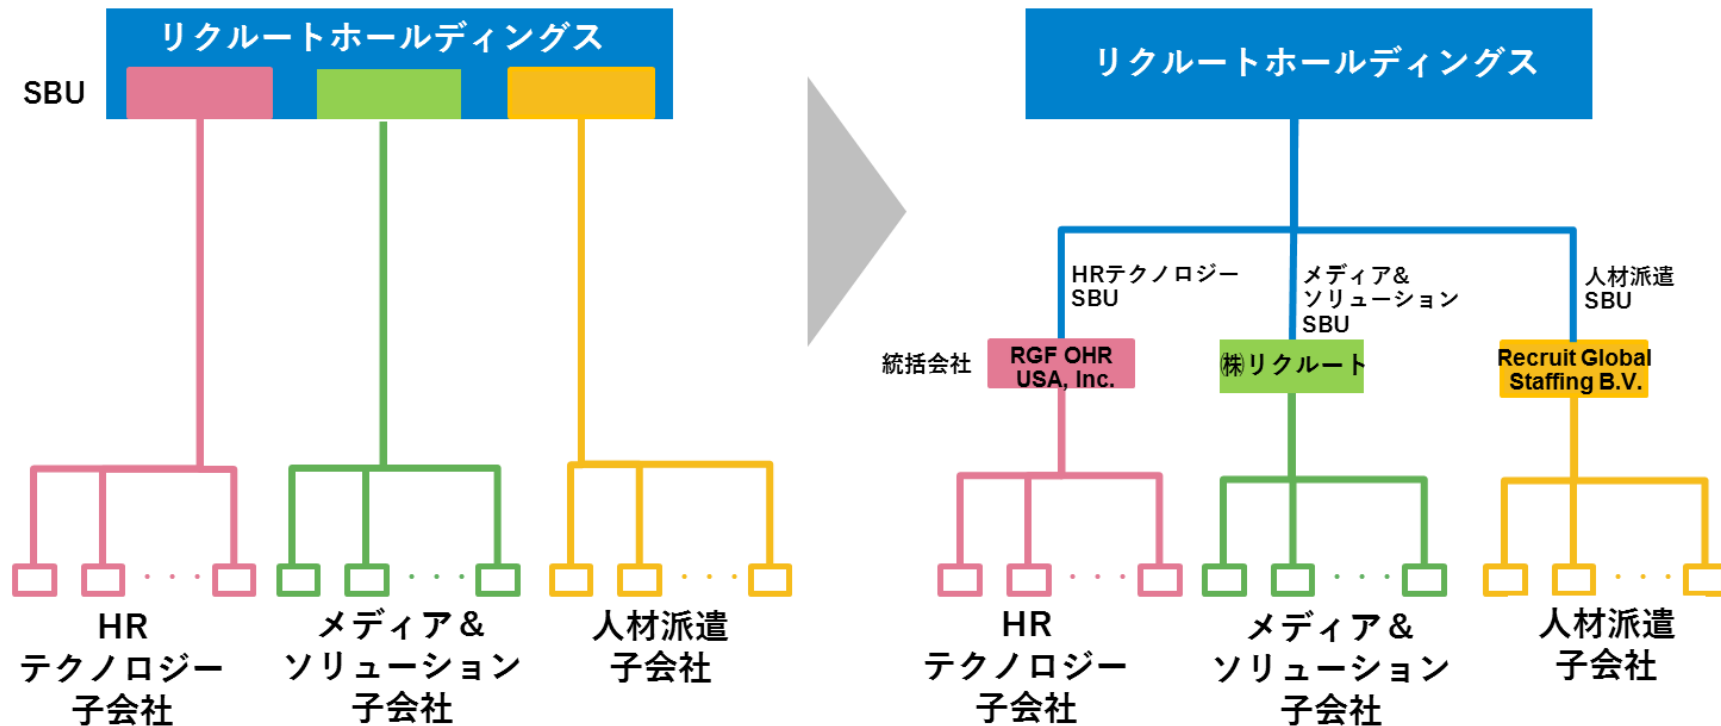 リクルートホールディングス
SBU
HR
テクノロジー
子会社
メディア＆
ソリューション
子会社
人材派遣
子会社
リクルートホールディングス
HRテクノロジー
SBU
メディア&
ソリューション
SBU
人材派遣
SBU
統括会社
RGF OHR
USA, Inc.
㈱リクルート
Recruit Global
Staffing B.V.
HR
テクノロジー
子会社
メディア＆
ソリューション
子会社
人材派遣
子会社